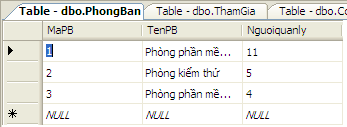 Table - dbo.PhongBan Table - dbo.ThamGia Table - dbo.Co
MaPB TenPB Nguoiquanly
1 Phòng phần mề... 11
2 Phòng kiểm thử 5
3 Phòng phần mề... 4
NULL NULL NULL